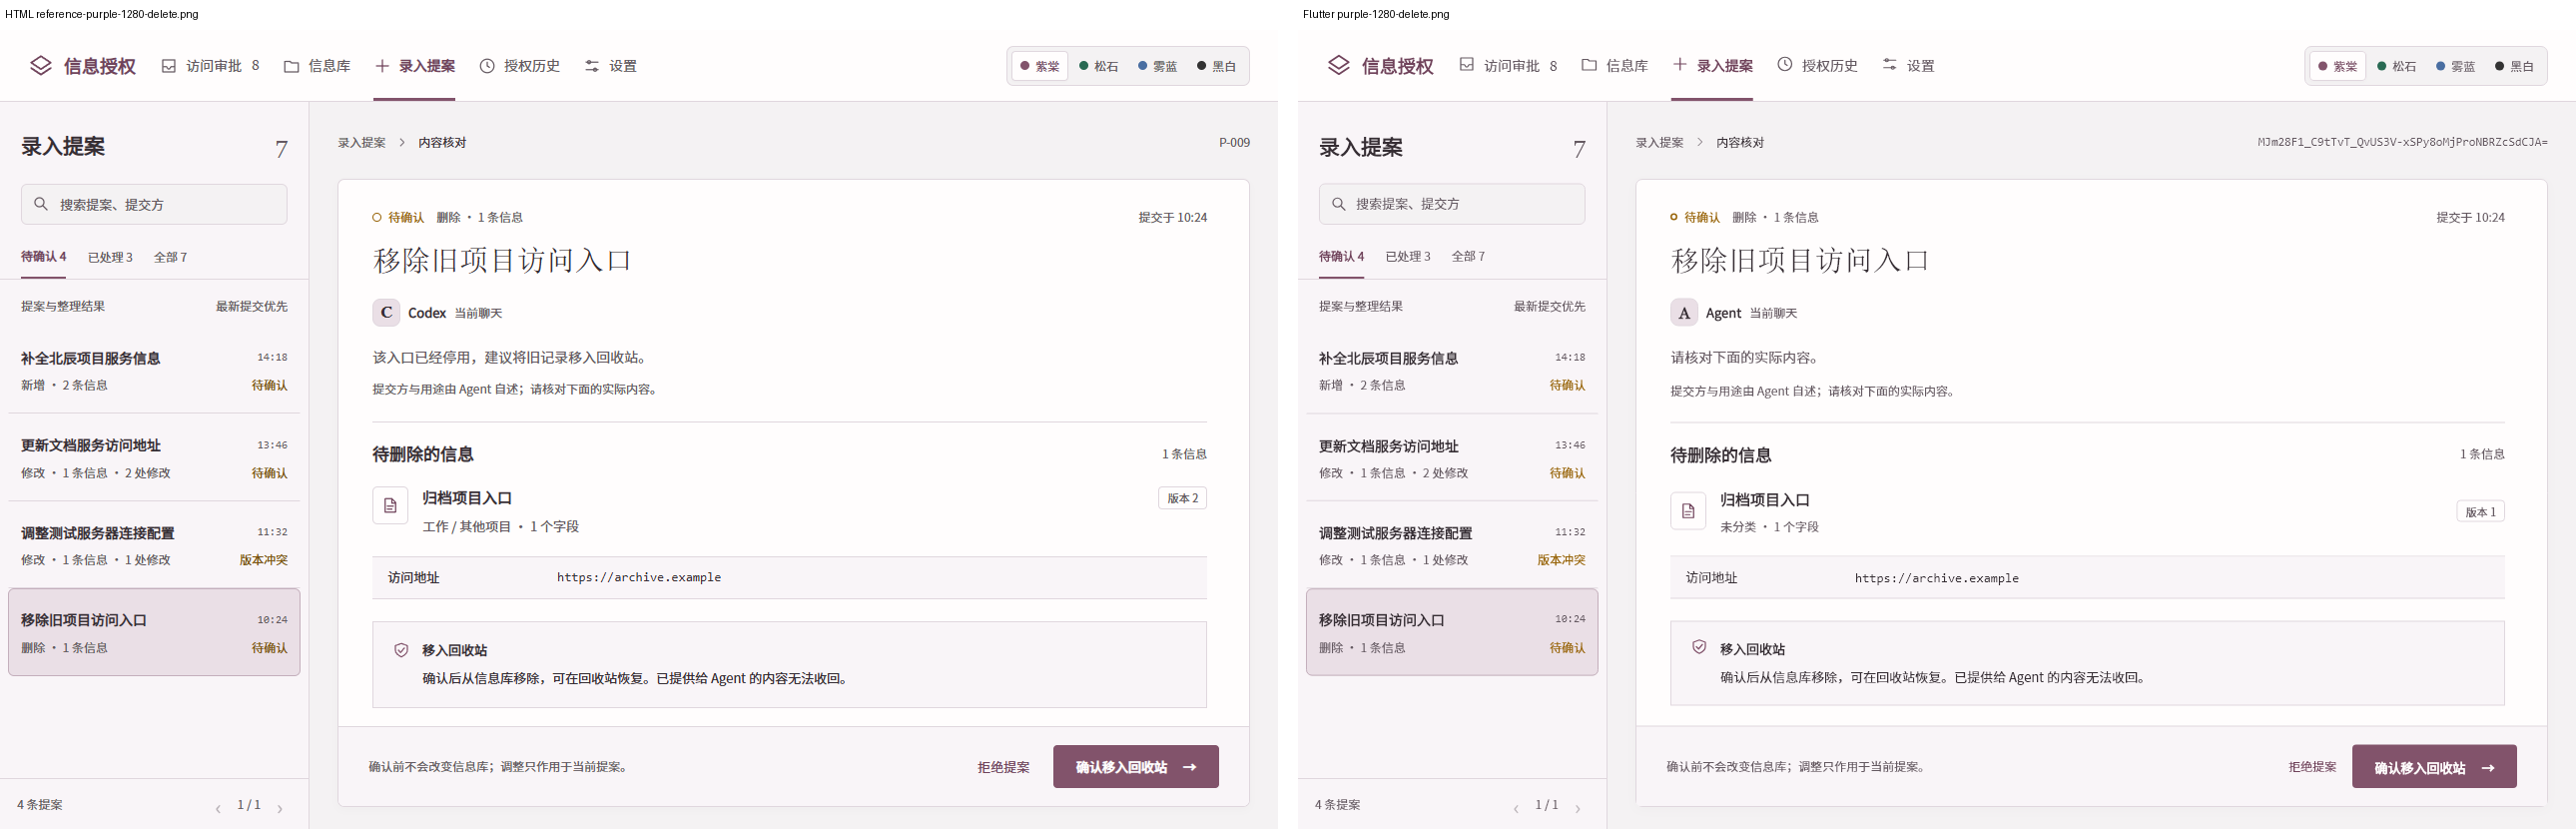 HTML reference-purple-1280-delete.png
信息授权 访问审批 8 信息库 录入提案 授权历史 设置 紫棠 松石 雾蓝 黑白
录入提案 7
搜索提案、提交方
待确认 4 已处理 3 全部 7
提案与整理结果 最新提交优先
补全北辰项目服务信息 14:18
新增 · 2 条信息 待确认
更新文档服务访问地址 13:46
修改 · 1 条信息 · 2 处修改 待确认
调整测试服务器连接配置 11:32
修改 · 1 条信息 · 1 处修改 版本冲突
移除旧项目访问入口 10:24
删除 · 1 条信息 待确认
4 条提案 ‹ 1 / 1 ›
录入提案 > 内容核对 P-009
待确认 删除 · 1 条信息 提交于 10:24
移除旧项目访问入口
C Codex 当前聊天
该入口已经停用，建议将旧记录移入回收站。
提交方与用途由 Agent 自述；请核对下面的实际内容。
待删除的信息 1 条信息
归档项目入口 版本 2
工作 / 其他项目 · 1 个字段
访问地址 https://archive.example
移入回收站
确认后从信息库移除，可在回收站恢复。已提供给 Agent 的内容无法收回。
确认前不会改变信息库；调整只作用于当前提案。 拒绝提案 确认移入回收站 →
Flutter purple-1280-delete.png
信息授权 访问审批 8 信息库 录入提案 授权历史 设置 紫棠 松石 雾蓝 黑白
录入提案 7
搜索提案、提交方
待确认 4 已处理 3 全部 7
提案与整理结果 最新提交优先
补全北辰项目服务信息 14:18
新增 · 2 条信息 待确认
更新文档服务访问地址 13:46
修改 · 1 条信息 · 2 处修改 待确认
调整测试服务器连接配置 11:32
修改 · 1 条信息 · 1 处修改 版本冲突
移除旧项目访问入口 10:24
删除 · 1 条信息 待确认
4 条提案 ‹ 1 / 1 ›
录入提案 > 内容核对 MJm28F1_C9tTvT_QvUS3V-xSPy8oMjProNBRZcSdCJA=
待确认 删除 · 1 条信息 提交于 10:24
移除旧项目访问入口
A Agent 当前聊天
请核对下面的实际内容。
提交方与用途由 Agent 自述；请核对下面的实际内容。
待删除的信息 1 条信息
归档项目入口 版本 1
未分类 · 1 个字段
访问地址 https://archive.example
移入回收站
确认后从信息库移除，可在回收站恢复。已提供给 Agent 的内容无法收回。
确认前不会改变信息库；调整只作用于当前提案。 拒绝提案 确认移入回收站 →